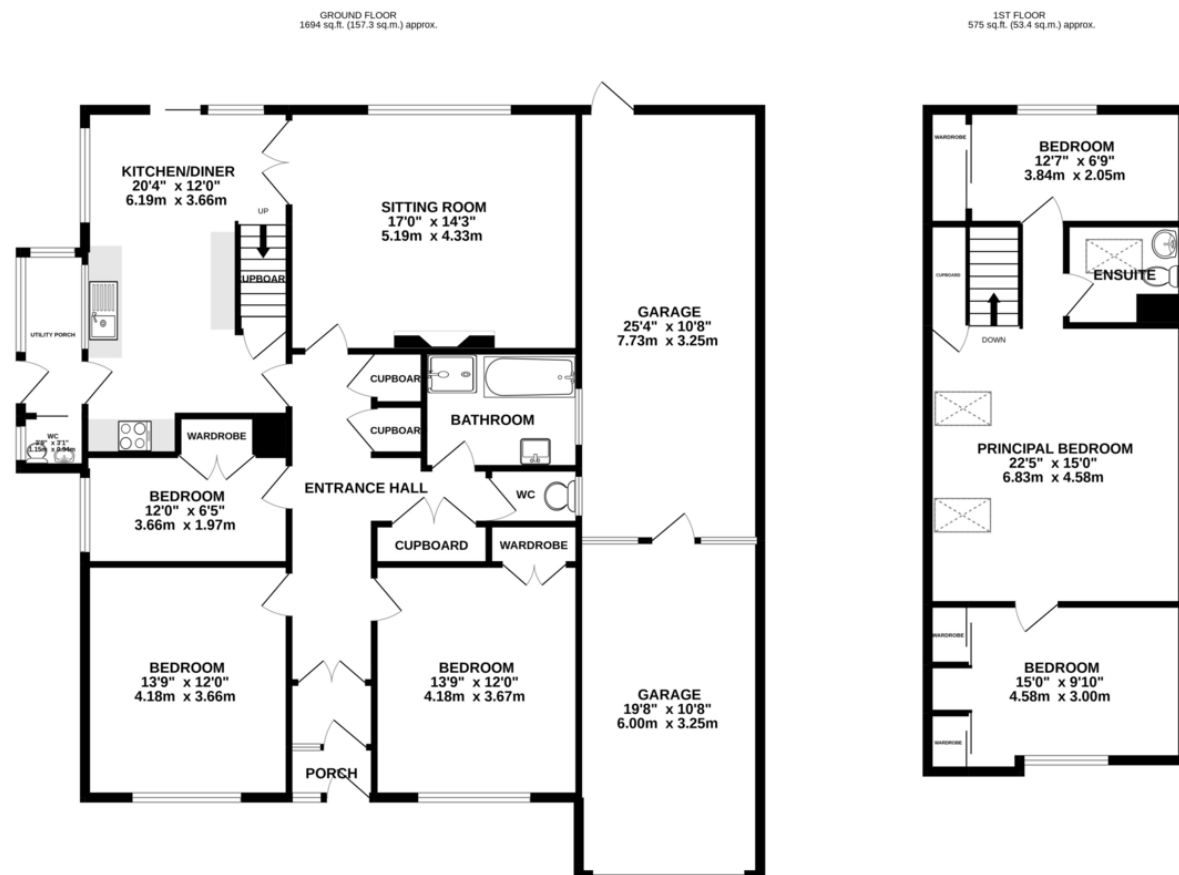 GROUND FLOOR
1694 sq.ft. (157.3 sq.m.) approx.
KITCHEN/DINER
20'4" x 12'0"
6.19m x 3.66m
UP
CUPBOAR
SITTING ROOM
17'0" x 14'3"
5.19m x 4.33m
GARAGE
25'4" x 10'8"
7.73m x 3.25m
UTILITY PORCH
CUPBOAR
CUPBOAR
BATHROOM
WC
3'1"
1.15m x 0.94m
WARDROBE
BEDROOM
12'0" x 6'5"
3.66m x 1.97m
ENTRANCE HALL
WC
CUPBOARD
WARDROBE
BEDROOM
13'9" x 12'0"
4.18m x 3.66m
BEDROOM
13'9" x 12'0"
4.18m x 3.67m
GARAGE
19'8" x 10'8"
6.00m x 3.25m
PORCH
1ST FLOOR
575 sq.ft. (53.4 sq.m.) approx.
WARDROBE
BEDROOM
12'7" x 6'9"
3.84m x 2.05m
CUPBOARD
ENSUITE
DOWN
PRINCIPAL BEDROOM
22'5" x 15'0"
6.83m x 4.58m
WARDROBE
BEDROOM
15'0" x 9'10"
4.58m x 3.00m
WARDROBE